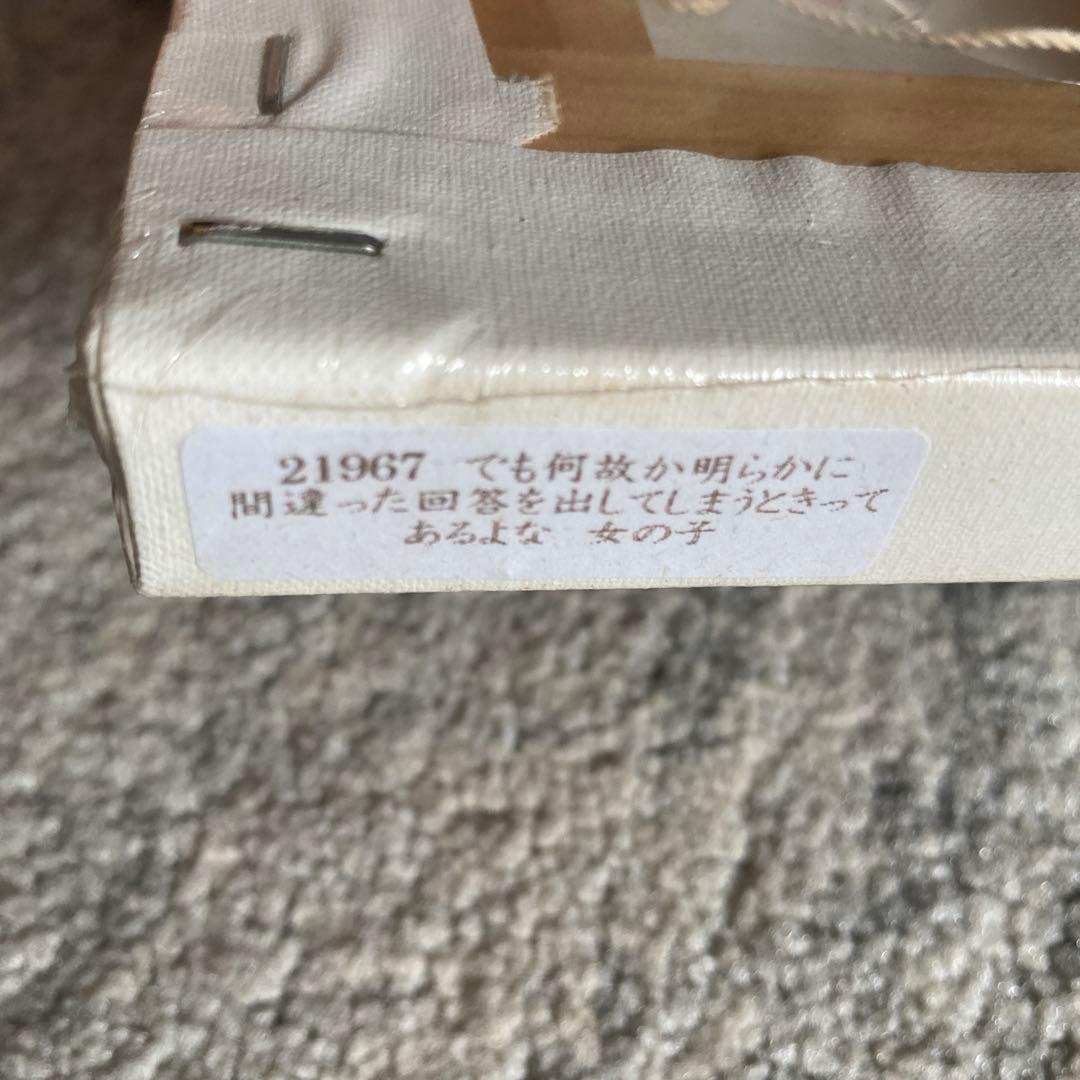 21967 でも何故か明らかに
間違った回答を出してしまうときって
あるよな 女の子